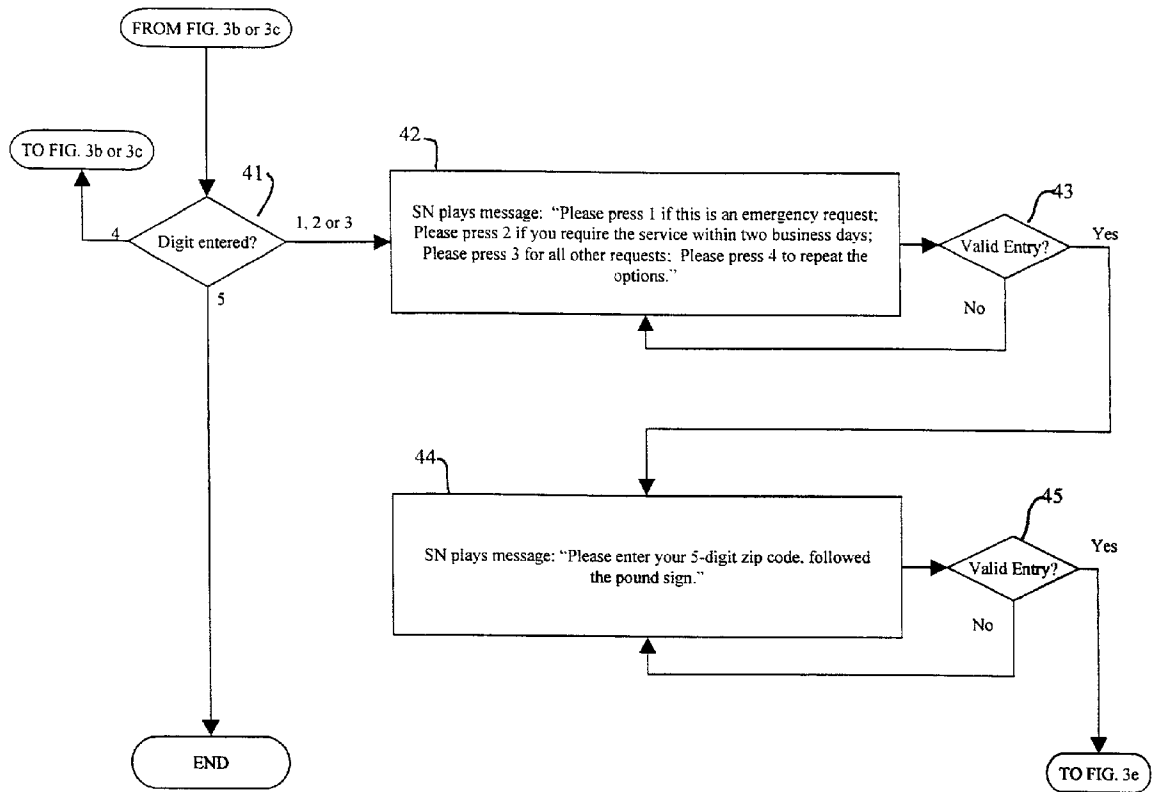 FROM FIG. 3b or 3c
TO FIG. 3b or 3c
41
4
Digit entered?
1, 2 or 3
5
42
SN plays message: “Please press 1 if this is an emergency request;
Please press 2 if you require the service within two business days;
Please press 3 for all other requests; Please press 4 to repeat the
options.”
43
Valid Entry?
Yes
No
44
SN plays message: “Please enter your 5-digit zip code, followed
the pound sign.”
45
Valid Entry?
Yes
No
END
TO FIG. 3e